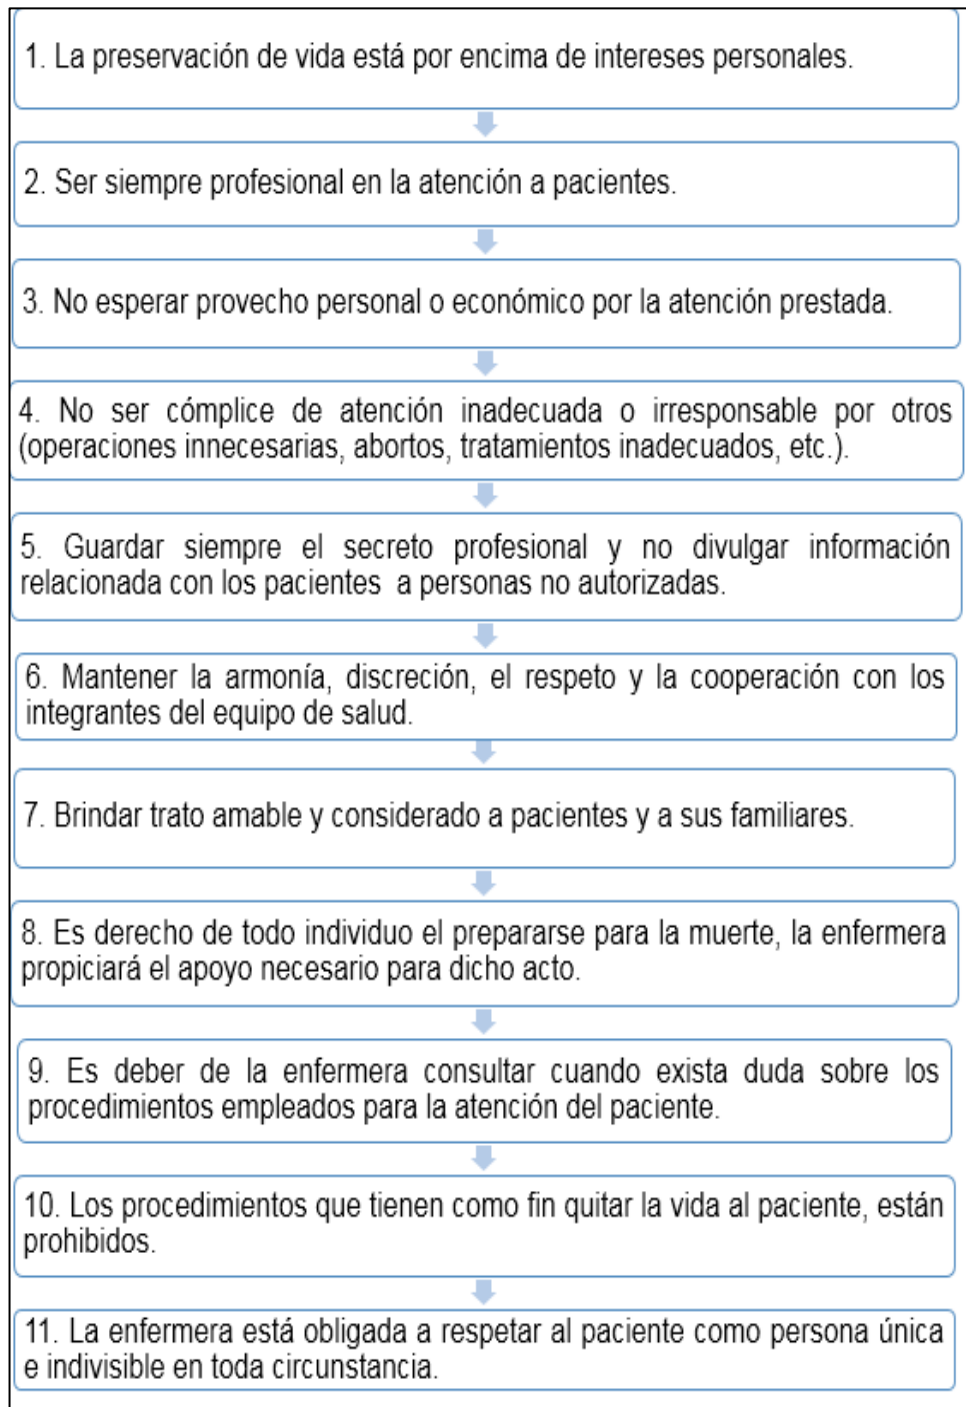 1. La preservación de vida está por encima de intereses personales.
2. Ser siempre profesional en la atención a pacientes.
3. No esperar provecho personal o económico por la atención prestada.
4. No ser cómplice de atención inadecuada o irresponsable por otros
(operaciones innecesarias, abortos, tratamientos inadecuados, etc.).
5. Guardar siempre el secreto profesional y no divulgar información
relacionada con los pacientes a personas no autorizadas.
6. Mantener la armonía, discreción, el respeto y la cooperación con los
integrantes del equipo de salud.
7. Brindar trato amable y considerado a pacientes y a sus familiares.
8. Es derecho de todo individuo el prepararse para la muerte, la enfermera
propiciará el apoyo necesario para dicho acto.
9. Es deber de la enfermera consultar cuando exista duda sobre los
procedimientos empleados para la atención del paciente.
10. Los procedimientos que tienen como fin quitar la vida al paciente, están
prohibidos.
11. La enfermera está obligada a respetar al paciente como persona única
e indivisible en toda circunstancia.